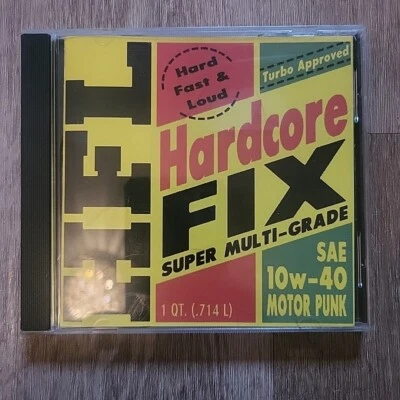 Hard
Fast &
Loud
Turbo Approved
Hardcore
FIX
SUPER MULTI-GRADE
SAE
10w-40
MOTOR PUNK
1 QT. (.714 L)